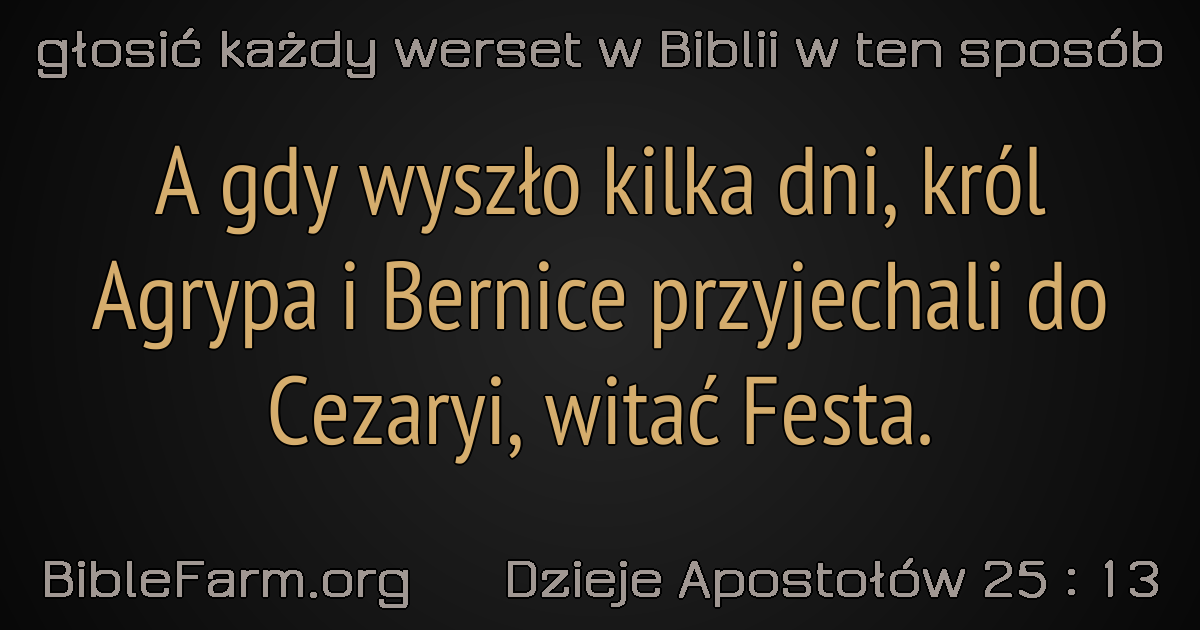 głosić każdy werset w Biblii w ten sposób
A gdy wyszło kilka dni, król
Agrypa i Bernice przyjechali do
Cezaryi, witać Festa.
BibleFarm.org Dzieje Apostołów 25 : 13